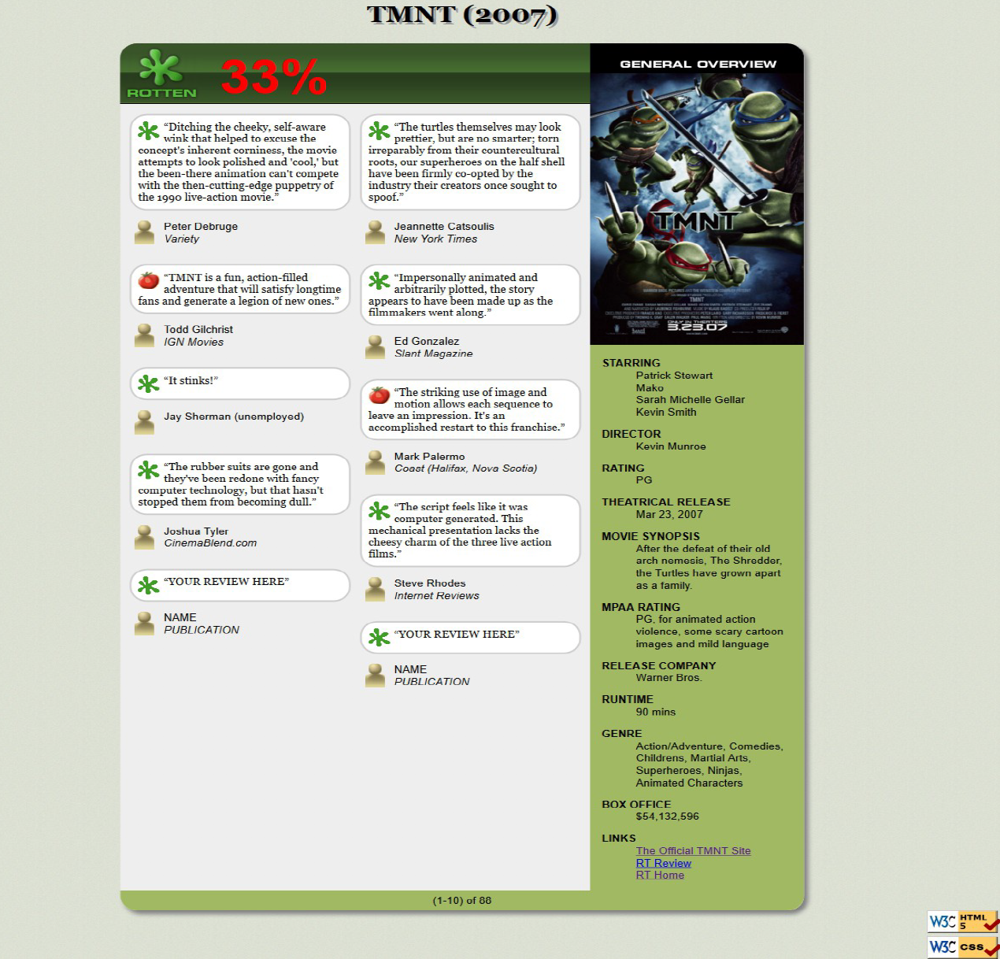 TMNT (2007)
ROTTEN
33%
“Ditching the cheeky, self-aware
wink that helped to excuse the
concept's inherent corniness, the movie
attempts to look polished and 'cool,' but
the been-there animation can't compete
with the then-cutting-edge puppetry of
the 1990 live-action movie.”
Peter Debruge
Variety
“TMNT is a fun, action-filled
adventure that will satisfy longtime
fans and generate a legion of new ones.”
Todd Gilchrist
IGN Movies
“It stinks!”
Jay Sherman (unemployed)
“The rubber suits are gone and
they've been redone with fancy
computer technology, but that hasn't
stopped them from becoming dull.”
Joshua Tyler
CinemaBlend.com
“YOUR REVIEW HERE”
NAME
PUBLICATION
“The turtles themselves may look
prettier, but are no smarter; torn
irreparably from their countercultural
roots, our superheroes on the half shell
have been firmly co-opted by the
industry their creators once sought to
spoof.”
Jeannette Catsoulis
New York Times
“Impersonally animated and
arbitrarily plotted, the story
appears to have been made up as the
filmmakers went along.”
Ed Gonzalez
Slant Magazine
“The striking use of image and
motion allows each sequence to
leave an impression. It's an
accomplished restart to this franchise.”
Mark Palermo
Coast (Halifax, Nova Scotia)
“The script feels like it was
computer generated. This
mechanical presentation lacks the
cheesy charm of the three live action
films.”
Steve Rhodes
Internet Reviews
“YOUR REVIEW HERE”
NAME
PUBLICATION
GENERAL OVERVIEW
TMNT
TMNT
ONLY IN THEATERS
3.23.07
STARRING
Patrick Stewart
Mako
Sarah Michelle Gellar
Kevin Smith
DIRECTOR
Kevin Munroe
RATING
PG
THEATRICAL RELEASE
Mar 23, 2007
MOVIE SYNOPSIS
After the defeat of their old
arch nemesis, The Shredder,
the Turtles have grown apart
as a family.
MPAA RATING
PG, for animated action
violence, some scary cartoon
images and mild language
RELEASE COMPANY
Warner Bros.
RUNTIME
90 mins
GENRE
Action/Adventure, Comedies,
Childrens, Martial Arts,
Superheroes, Ninjas,
Animated Characters
BOX OFFICE
$54,132,596
LINKS
The Official TMNT Site
RT Review
RT Home
(1-10) of 88
W3C HTML 5
W3C css